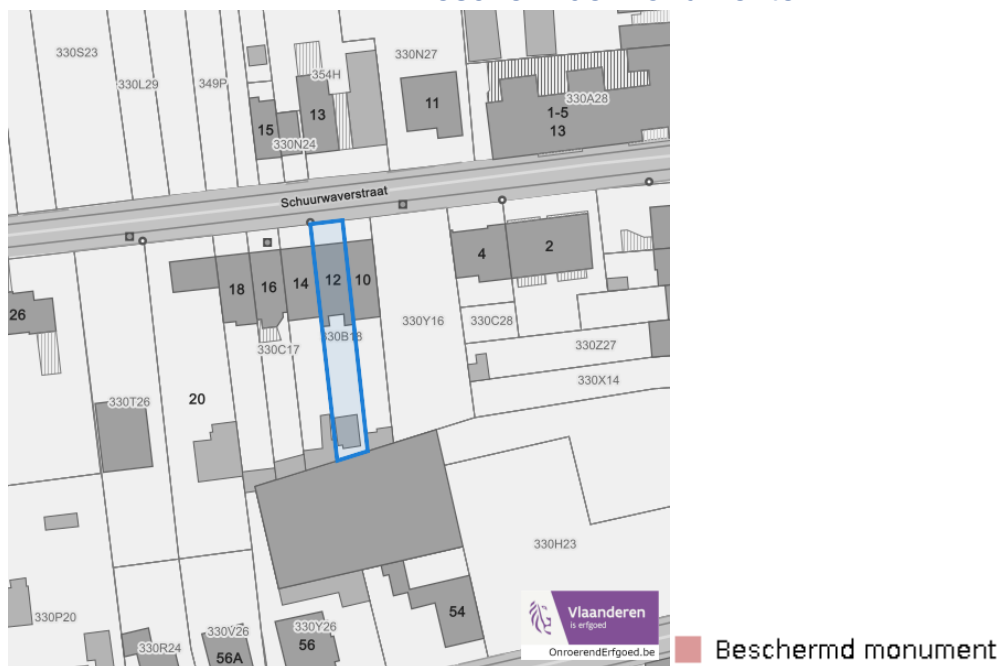 330S23
330L29
349P
354H
330N27
330A28
1-5
13
11
13
15
330N24
Schuurwaverstraat
4
2
18
16
14
12
10
26
330Y16
330C28
330B18
330C17
330Z27
330X14
330T26
20
330H23
54
330P20
330V26
330Y26
56
330R24
56A
Vlaanderen
is erfgoed
OnroerendErfgoed.be
Beschermd monument